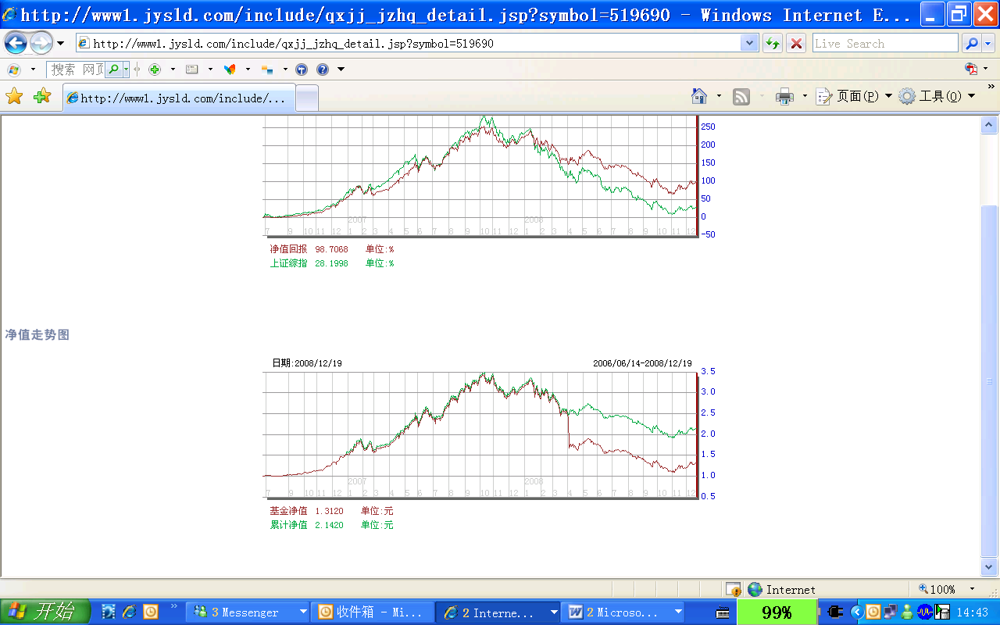 http://www1.jysld.com/include/qxjj_jzhq_detail.jsp?symbol=519690 - Windows Internet E...
http://www1.jysld.com/include/qxjj_jzhq_detail.jsp?symbol=519690
Live Search
搜索 网页
http://www1.jysld.com/include/...
页面(P)
工具(O)
250
200
150
100
50
0
-50
2007 2008
7 9 10 11 12 1 2 3 5 6 7 8 9 10 11 12 1 2 3 4 5 6 7 8 9 10 11 12
净值回报 98.7068 单位:%
上证综指 28.1998 单位:%
净值走势图
日期:2008/12/19 2006/06/14-2008/12/19
3.5
3.0
2.5
2.0
1.5
1.0
0.5
2007 2008
7 9 10 11 12 1 2 3 5 6 7 8 9 10 11 12 1 2 3 4 5 6 7 8 9 10 11 12
基金净值 1.3120 单位:元
累计净值 2.1420 单位:元
Internet 100%
开始 3 Messenger 收件箱 - Mi... 2 Interne... 2 Microso... 99% 14:43